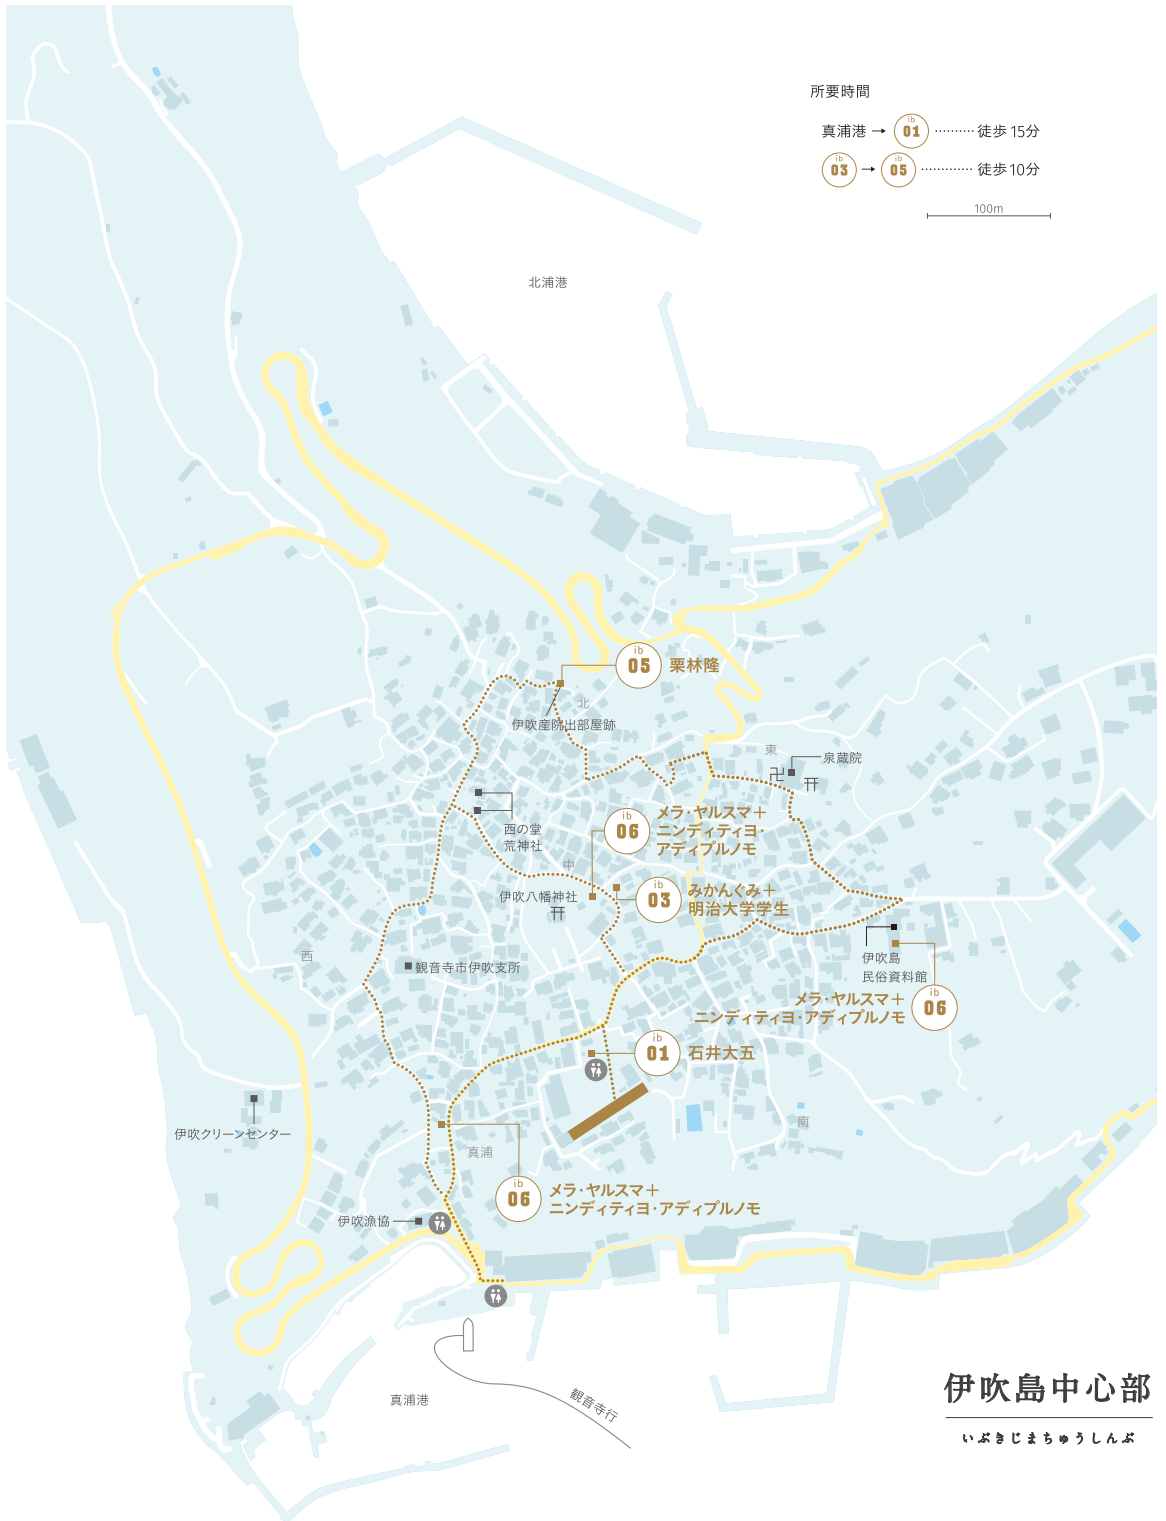 所要時間
真浦港 → ib 01 ………… 徒歩 15分
ib 03 → ib 05 ………… 徒歩 10分
100m
北浦港
ib 05 栗林隆
北
伊吹産院出部屋跡
東
泉蔵院
西の堂
荒神社
ib 06 メラ・ヤルスマ＋
ニンディティヨ・
アディプルノモ
中
伊吹八幡神社
ib 03 みかんぐみ＋
明治大学学生
西
観音寺市伊吹支所
伊吹島
民俗資料館
メラ・ヤルスマ＋
ニンディティヨ・アディプルノモ
ib 06
ib 01 石井大五
伊吹クリーンセンター
南
真浦
ib 06 メラ・ヤルスマ＋
ニンディティヨ・アディプルノモ
伊吹漁協
真浦港
観音寺行
伊吹島中心部
いぶきじまちゅうしんぶ